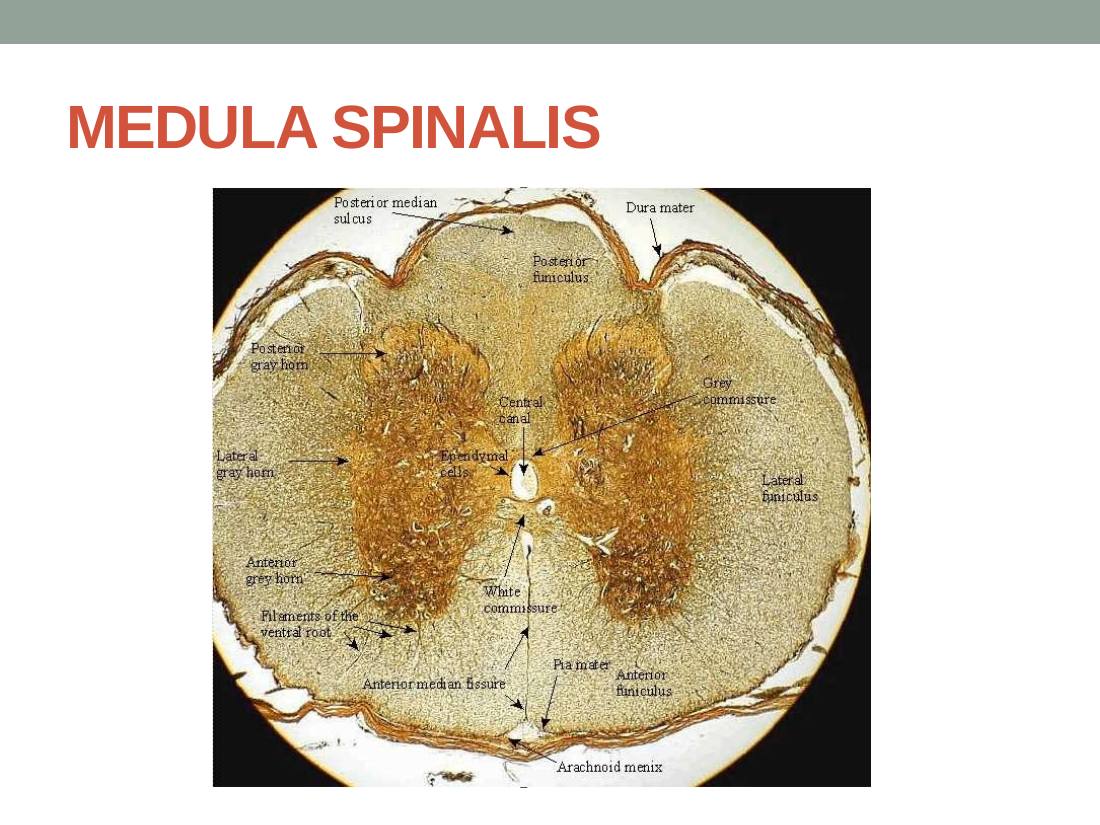 MEDULA SPINALIS
Posterior median
sulcus
Dura mater
Posterior
funiculus
Posterior
gray horn
Grey
commissure
Central
canal
Lateral
gray horn
Ependymal
cells
Lateral
funiculus
Anterior
grey horn
White
commissure
Filaments of the
ventral root
Pia mater
Anterior
funiculus
Anterior median fissure
Arachnoid menix